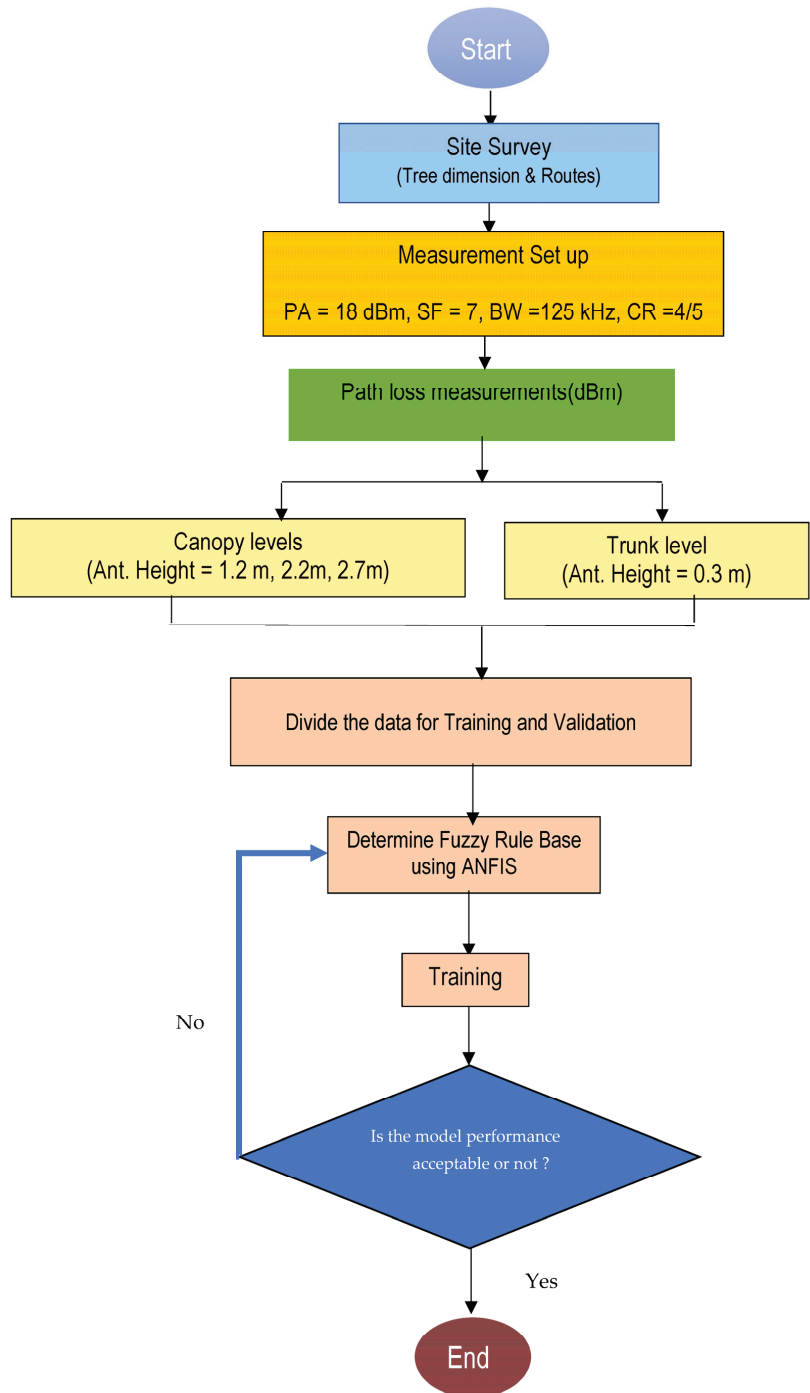 Start
Site Survey
(Tree dimension & Routes)
Measurement Set up
PA = 18 dBm, SF = 7, BW =125 kHz, CR =4/5
Path loss measurements(dBm)
Canopy levels
(Ant. Height = 1.2 m, 2.2m, 2.7m)
Trunk level
(Ant. Height = 0.3 m)
Divide the data for Training and Validation
Determine Fuzzy Rule Base
using ANFIS
Training
No
Is the model performance
acceptable or not ?
Yes
End